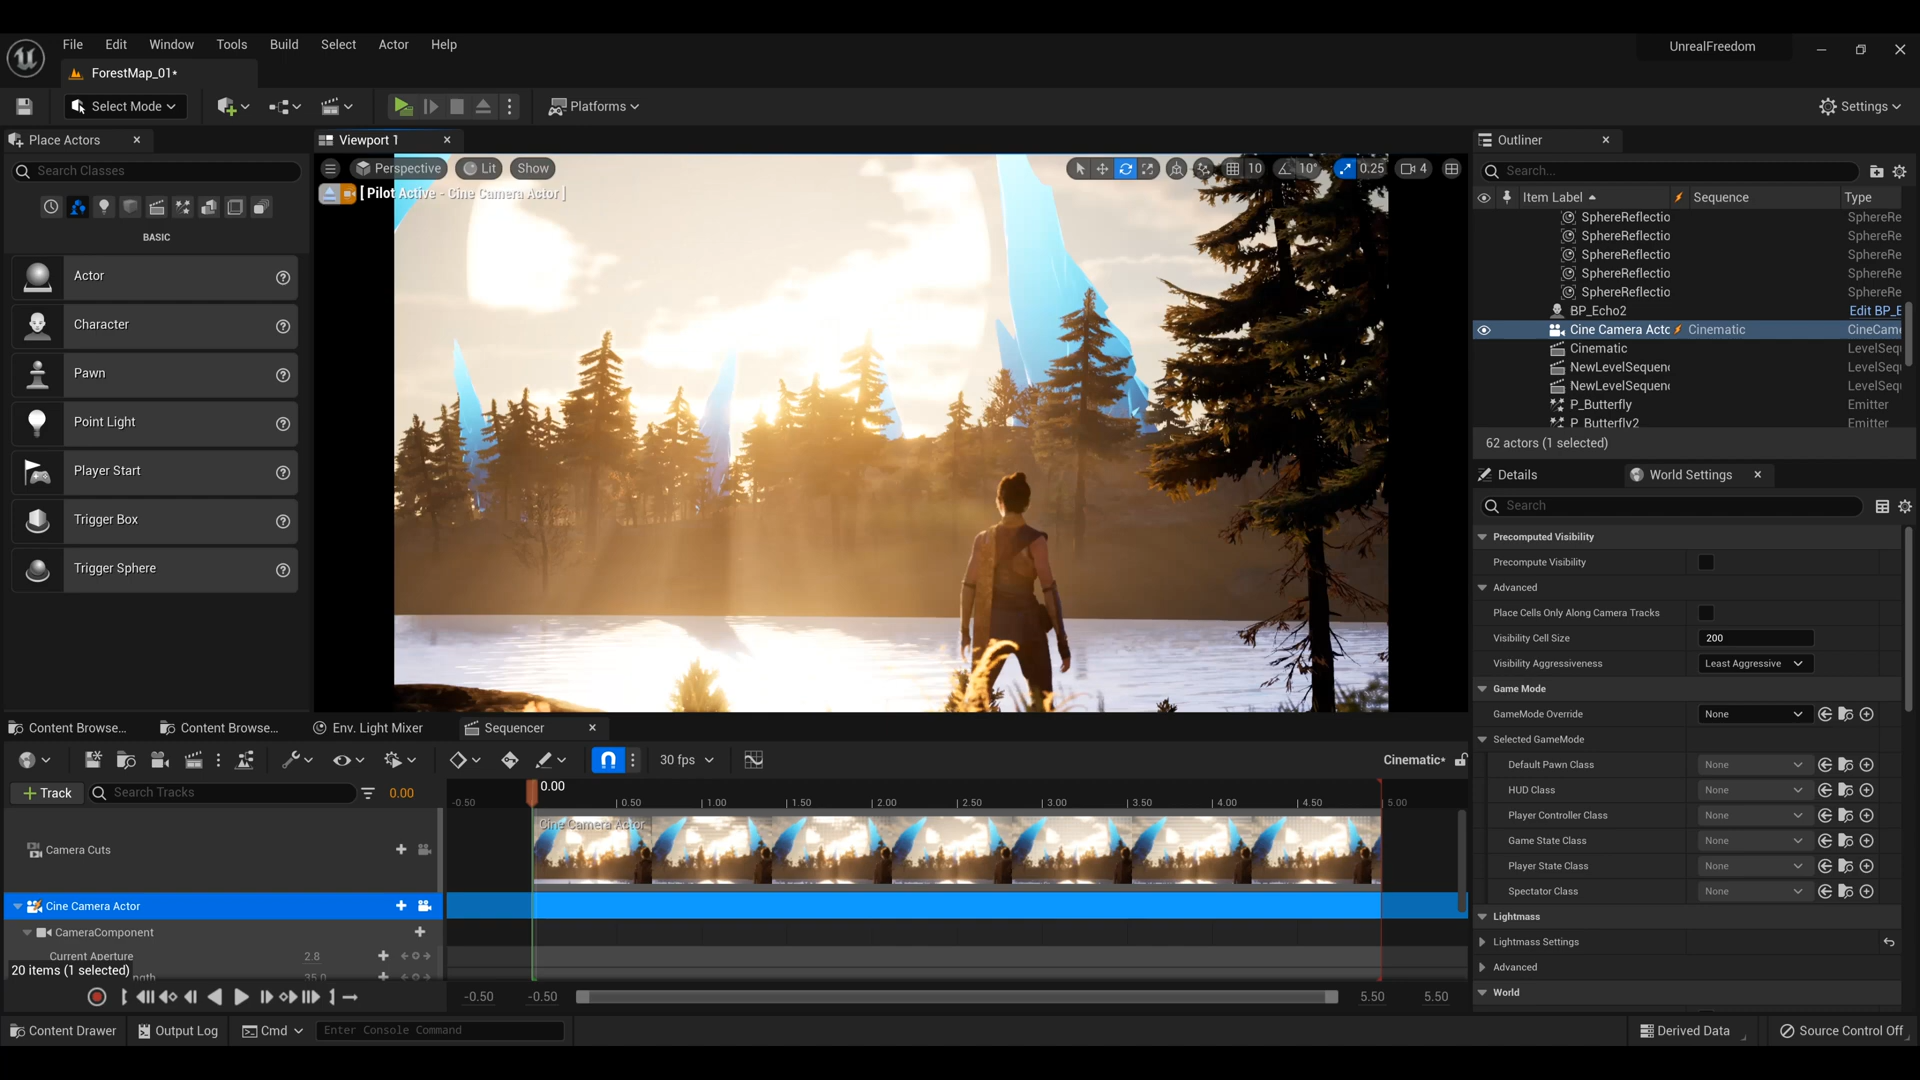 File Edit Window Tools Build Select Actor Help
UnrealFreedom
ForestMap_01*
Select Mode
Platforms
Settings
Place Actors
Viewport 1
Outliner
Search Classes
Perspective Lit Show
10 10° 0.25 4
Search...
[ Pilot Active - Cine Camera Actor ]
Item Label Sequence Type
BASIC
SphereReflectio SphereRe
SphereReflectio SphereRe
SphereReflectio SphereRe
SphereReflectio SphereRe
SphereReflectio SphereRe
BP_Echo2 Edit BP_E
Cine Camera Acto Cinematic CineCame
Cinematic LevelSequ
NewLevelSequenc LevelSequ
NewLevelSequenc LevelSequ
P_Butterfly Emitter
P_Butterfly2 Emitter
62 actors (1 selected)
Actor
Character
Pawn
Point Light
Player Start
Trigger Box
Trigger Sphere
Details
World Settings
Search
Precomputed Visibility
Precompute Visibility
Advanced
Place Cells Only Along Camera Tracks
Visibility Cell Size 200
Visibility Aggressiveness Least Aggressive
Game Mode
GameMode Override None
Selected GameMode
Default Pawn Class None
HUD Class None
Player Controller Class None
Game State Class None
Player State Class None
Spectator Class None
Lightmass
Lightmass Settings
Advanced
World
Content Browse... Content Browse... Env. Light Mixer Sequencer
30 fps
Cinematic*
Track
Search Tracks
0.00
0.00
-0.50 0.50 1.00 1.50 2.00 2.50 3.00 3.50 4.00 4.50 5.00
Cine Camera Actor
Camera Cuts
Cine Camera Actor
CameraComponent
Current Aperture 2.8
20 items (1 selected)
ngth 35.0
-0.50 -0.50 5.50 5.50
Content Drawer Output Log Cmd Enter Console Command
Derived Data Source Control Off